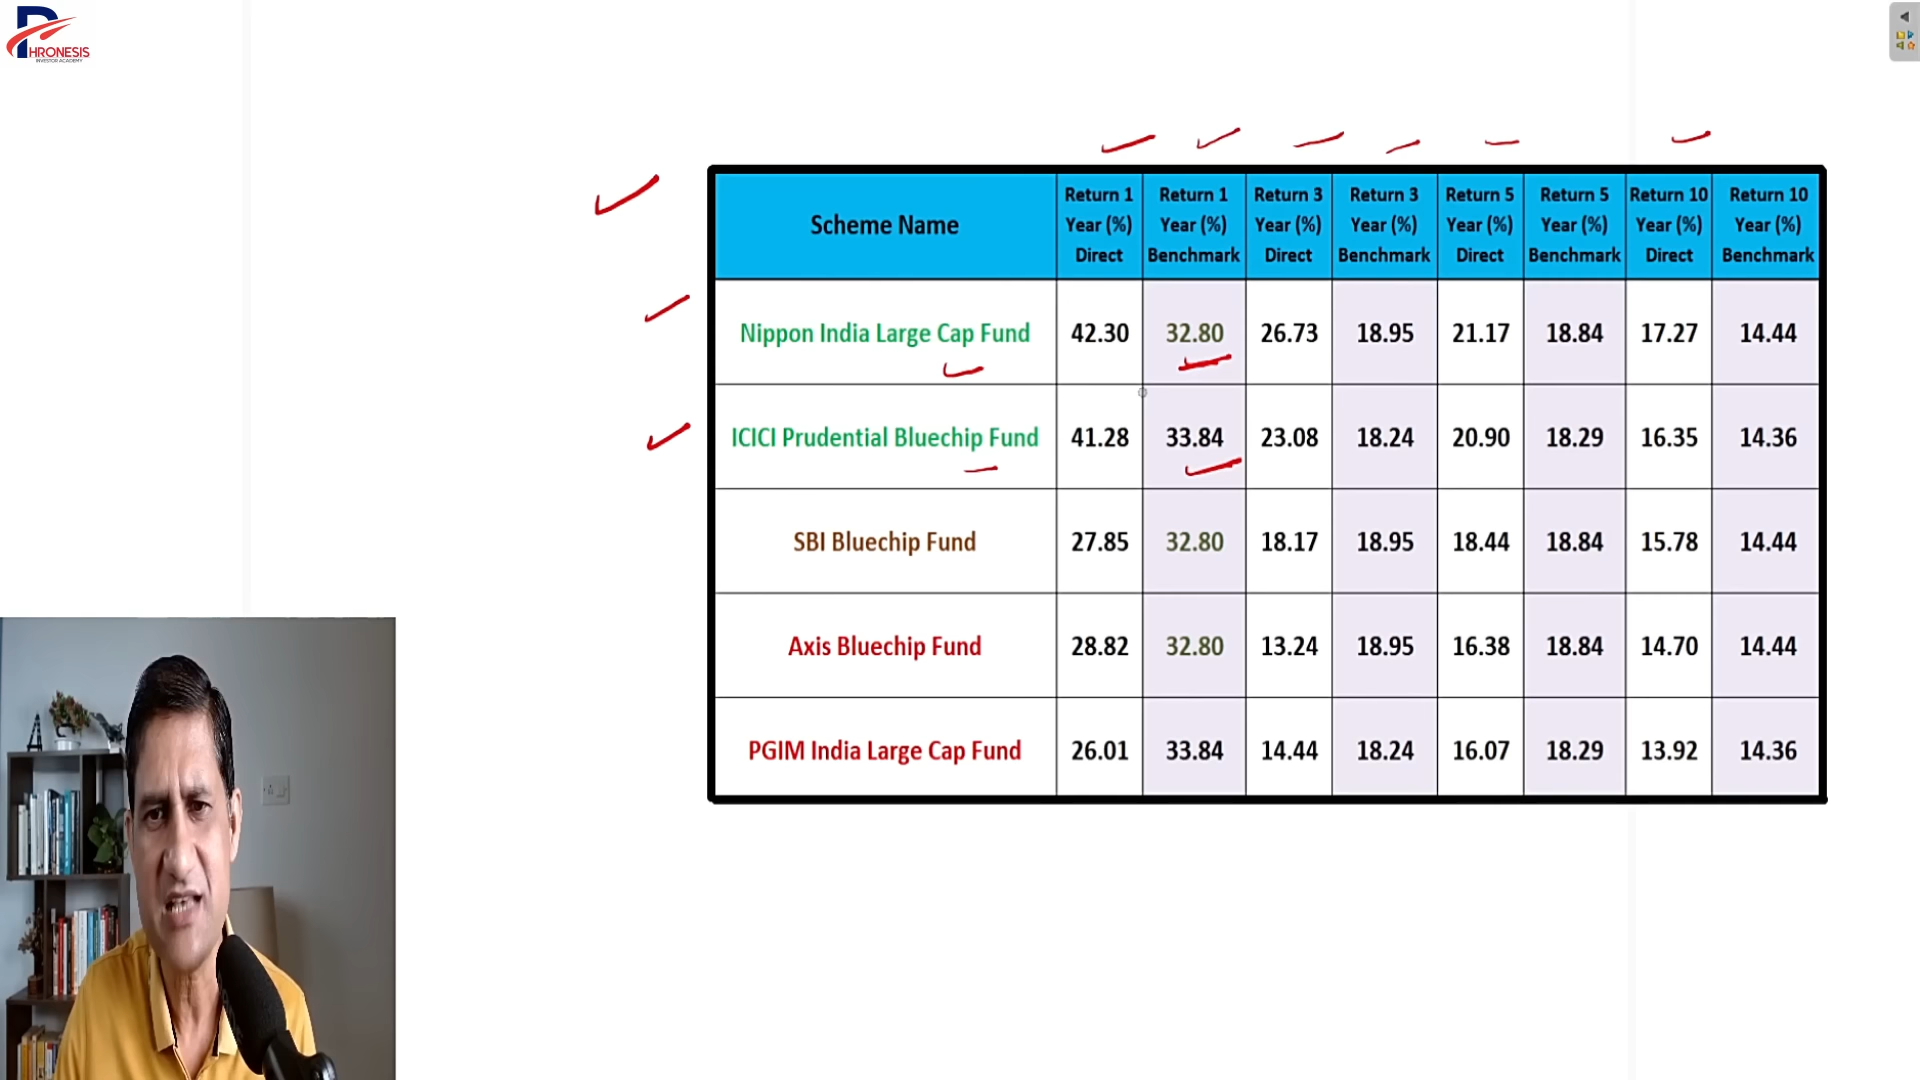 PHRONESIS
INVESTOR ACADEMY
Scheme Name Return 1 Year (%) Direct Return 1 Year (%) Benchmark Return 3 Year (%) Direct Return 3 Year (%) Benchmark Return 5 Year (%) Direct Return 5 Year (%) Benchmark Return 10 Year (%) Direct Return 10 Year (%) Benchmark
Nippon India Large Cap Fund 42.30 32.80 26.73 18.95 21.17 18.84 17.27 14.44
ICICI Prudential Bluechip Fund 41.28 33.84 23.08 18.24 20.90 18.29 16.35 14.36
SBI Bluechip Fund 27.85 32.80 18.17 18.95 18.44 18.84 15.78 14.44
Axis Bluechip Fund 28.82 32.80 13.24 18.95 16.38 18.84 14.70 14.44
PGIM India Large Cap Fund 26.01 33.84 14.44 18.24 16.07 18.29 13.92 14.36